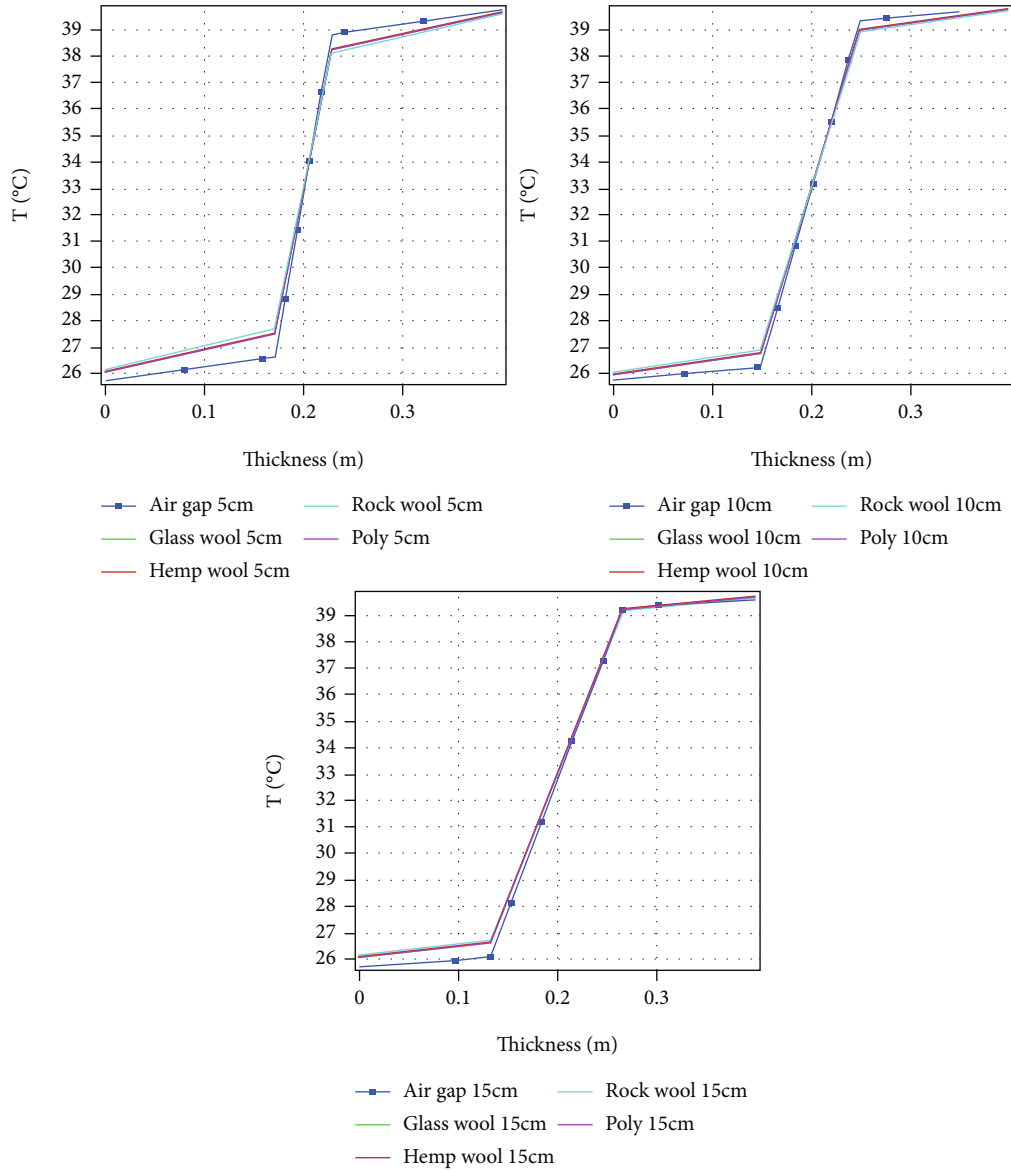 39
38
37
36
35
34
33
32
31
30
29
28
27
26
T (°C)
0 0.1 0.2 0.3
Thickness (m)
Air gap 5cm Rock wool 5cm
Glass wool 5cm Poly 5cm
Hemp wool 5cm
39
38
37
36
35
34
33
32
31
30
29
28
27
26
T (°C)
0 0.1 0.2 0.3
Thickness (m)
Air gap 10cm Rock wool 10cm
Glass wool 10cm Poly 10cm
Hemp wool 10cm
39
38
37
36
35
34
33
32
31
30
29
28
27
26
T (°C)
0 0.1 0.2 0.3
Thickness (m)
Air gap 15cm Rock wool 15cm
Glass wool 15cm Poly 15cm
Hemp wool 15cm